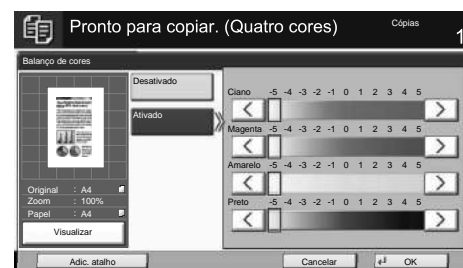 Pronto para copiar. (Quatro cores)
Cópias
1
Balanço de cores
Desativado
Ativado
Ciano -5 -4 -3 -2 -1 0 1 2 3 4 5
Magenta -5 -4 -3 -2 -1 0 1 2 3 4 5
Amarelo -5 -4 -3 -2 -1 0 1 2 3 4 5
Preto -5 -4 -3 -2 -1 0 1 2 3 4 5
Original : A4
Zoom : 100%
Papel : A4
Visualizar
Adic. atalho
Cancelar
OK